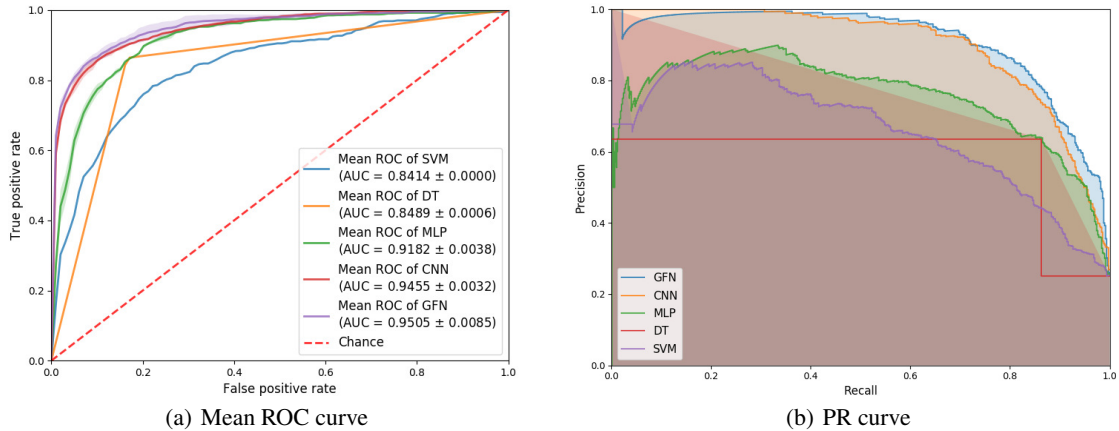 1.0
0.8
0.6
0.4
0.2
0.0
True positive rate
0.0
0.2
0.4
0.6
0.8
1.0
False positive rate
Mean ROC of SVM
(AUC = 0.8414 ± 0.0000)
Mean ROC of DT
(AUC = 0.8489 ± 0.0006)
Mean ROC of MLP
(AUC = 0.9182 ± 0.0038)
Mean ROC of CNN
(AUC = 0.9455 ± 0.0032)
Mean ROC of GFN
(AUC = 0.9505 ± 0.0085)
Chance
(a) Mean ROC curve
1.0
0.8
0.6
0.4
0.2
0.0
Precision
0.0
0.2
0.4
0.6
0.8
1.0
Recall
GFN
CNN
MLP
DT
SVM
(b) PR curve